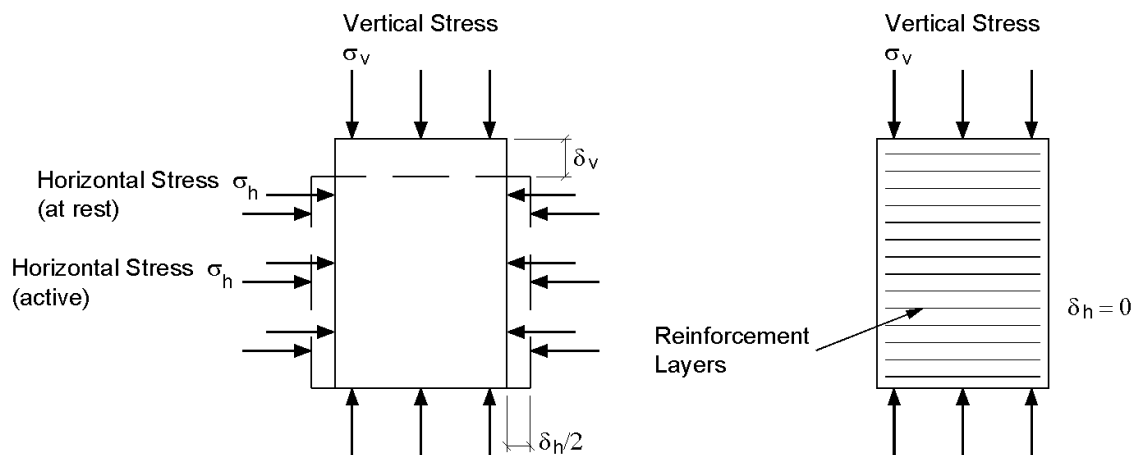 Vertical Stress
σv
δv
Horizontal Stress σh
(at rest)
Horizontal Stress σh
(active)
δh/2
Vertical Stress
σv
δh = 0
Reinforcement
Layers